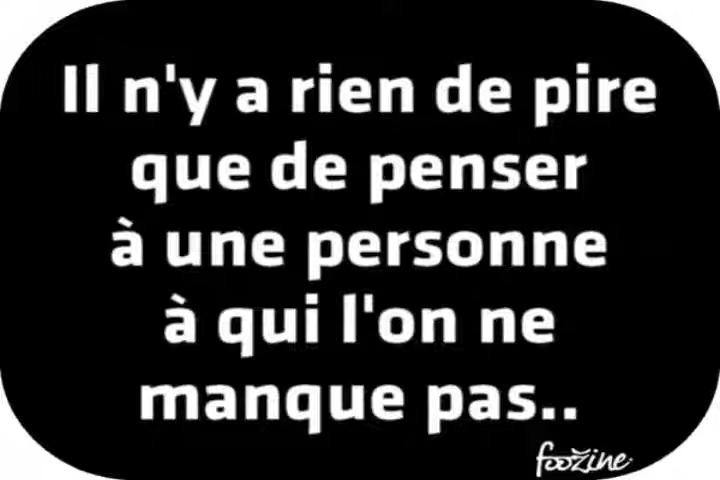 Il n'y a rien de pire
que de penser
à une personne
à qui l'on ne
manque pas..
foozine